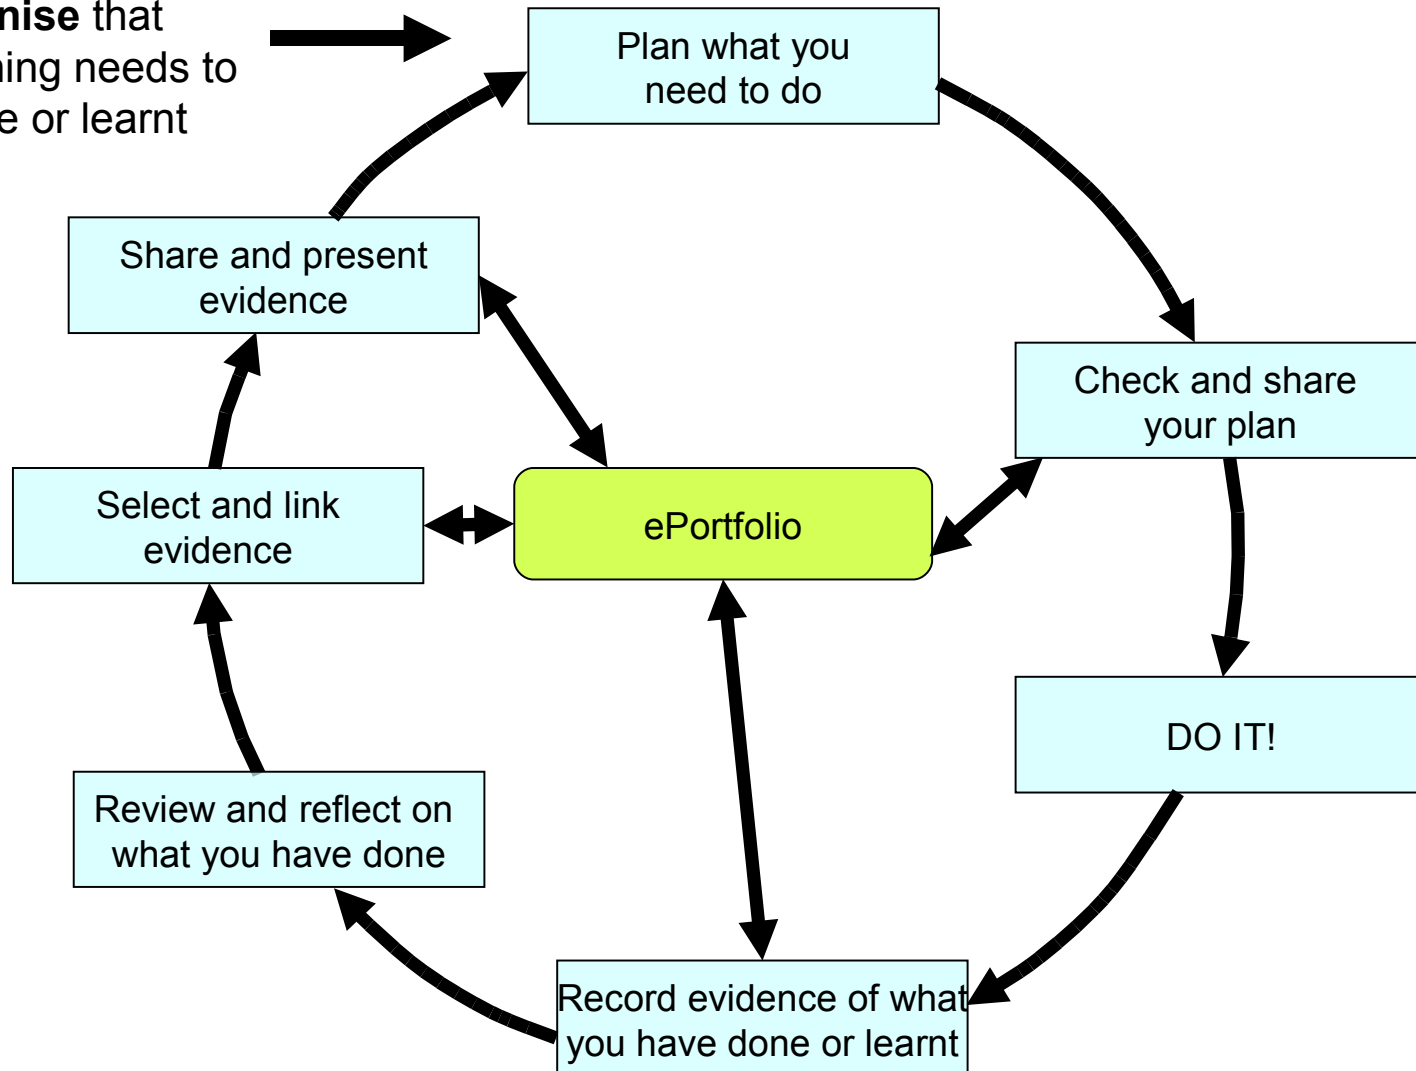 nise that
ning needs to
e or learnt
Plan what you
need to do
Share and present
evidence
Check and share
your plan
Select and link
evidence
ePortfolio
DO IT!
Review and reflect on
what you have done
Record evidence of what
you have done or learnt